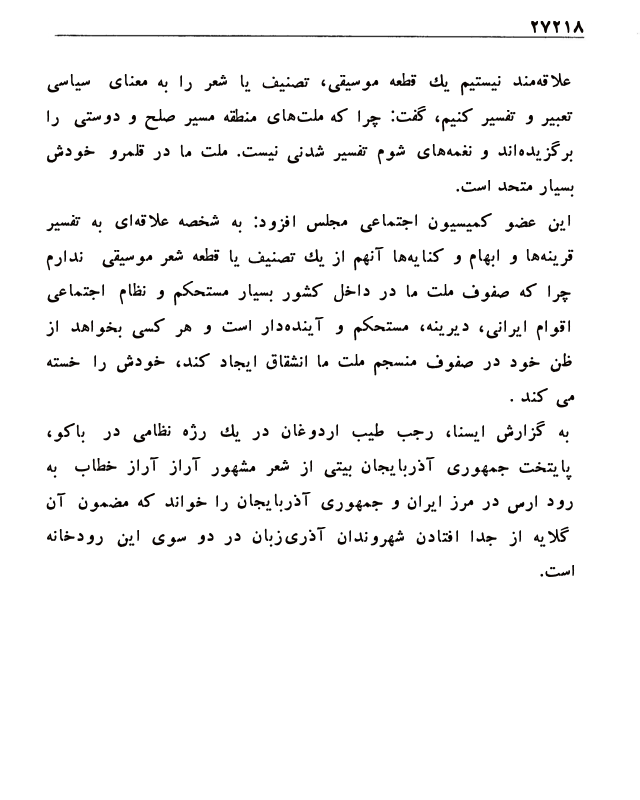 ۲۷۲۱۸
علاقه‌مند نیستیم یك قطعه موسیقی، تصنیف یا شعر را به معنای سیاسی
تعبیر و تفسیر کنیم، گفت: چرا که ملت‌های منطقه مسیر صلح و دوستی را
برگزیده‌اند و نغمه‌های شوم تفسیر شدنی نیست. ملت ما در قلمرو خودش
بسیار متحد است.
این عضو کمیسیون اجتماعی مجلس افزود: به شخصه علاقه‌ای به تفسیر
قرینه‌ها و ابهام و کنایه‌ها آنهم از یك تصنیف یا قطعه شعر موسیقی ندارم
چرا که صفوف ملت ما در داخل کشور بسیار مستحکم و نظام اجتماعی
اقوام ایرانی، دیرینه، مستحکم و آینده‌دار است و هر کسی بخواهد از
ظن خود در صفوف منسجم ملت ما انشقاق ایجاد کند، خودش را خسته
می کند .
به گزارش ایسنا، رجب طیب اردوغان در یك رژه نظامی در باکو،
پایتخت جمهوری آذربایجان بیتی از شعر مشهور آراز آراز خطاب به
رود ارس در مرز ایران و جمهوری آذربایجان را خواند که مضمون آن
گلایه از جدا افتادن شهروندان آذری‌زبان در دو سوی این رودخانه
است.